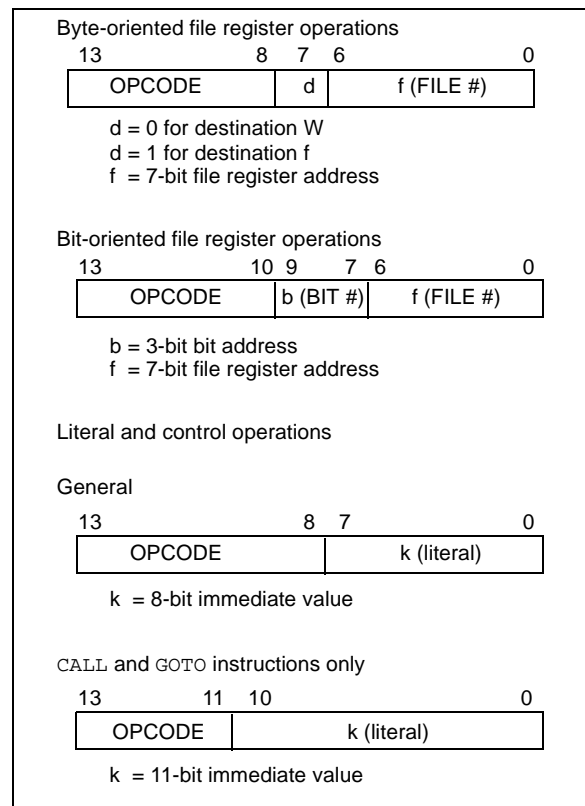 Byte-oriented file register operations
13 8 7 6 0
OPCODE d f (FILE #)
d = 0 for destination W
d = 1 for destination f
f = 7-bit file register address
Bit-oriented file register operations
13 10 9 7 6 0
OPCODE b (BIT #) f (FILE #)
b = 3-bit bit address
f = 7-bit file register address
Literal and control operations
General
13 8 7 0
OPCODE k (literal)
k = 8-bit immediate value
CALL and GOTO instructions only
13 11 10 0
OPCODE k (literal)
k = 11-bit immediate value